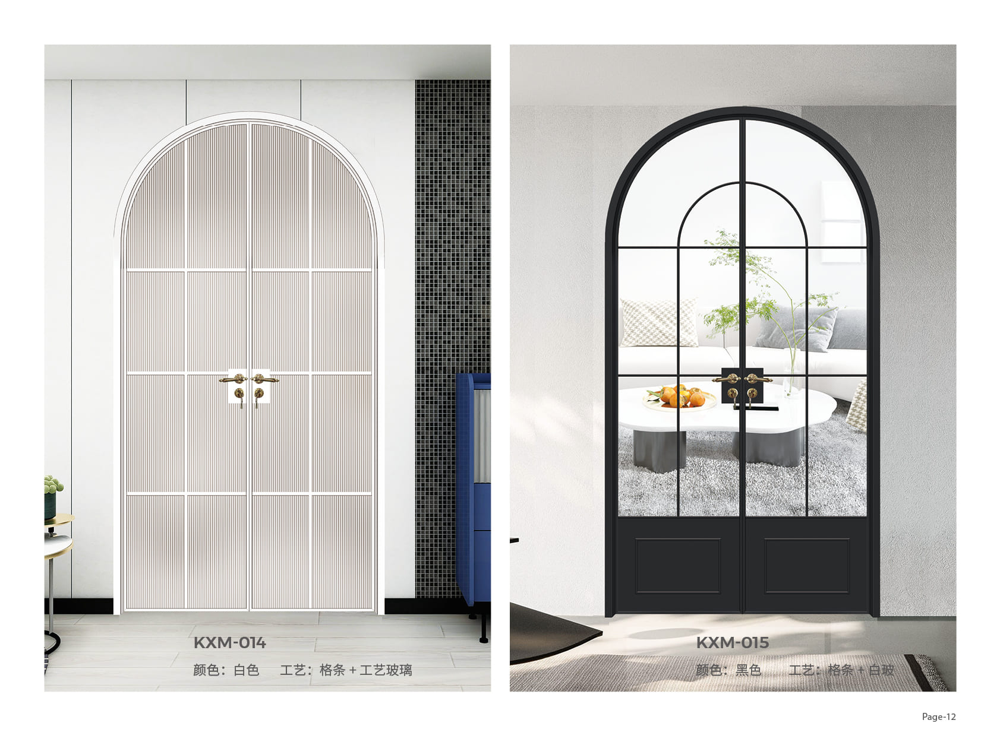 KXM-014
颜色：白色 工艺：格条 + 工艺玻璃
KXM-015
颜色：黑色 工艺：格条 + 白玻
Page-12